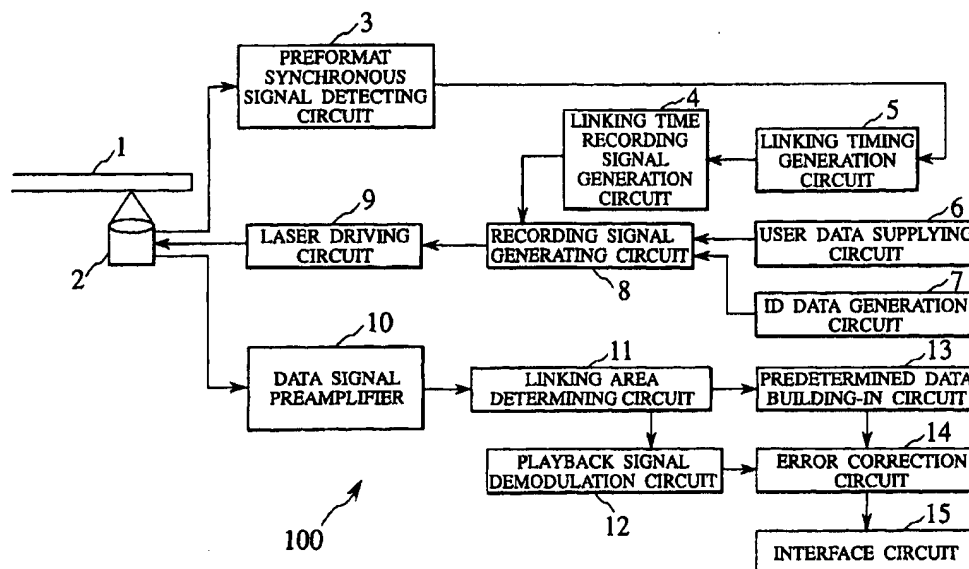 3
PREFORMAT
SYNCHRONOUS
SIGNAL DETECTING
CIRCUIT
4
LINKING TIME
RECORDING
SIGNAL
GENERATION
CIRCUIT
5
LINKING TIMING
GENERATION
CIRCUIT
1
2
9
LASER DRIVING
CIRCUIT
RECORDING SIGNAL
GENERATING CIRCUIT
8
6
USER DATA SUPPLYING
CIRCUIT
7
ID DATA GENERATION
CIRCUIT
10
DATA SIGNAL
PREAMPLIFIER
11
LINKING AREA
DETERMINING CIRCUIT
13
PREDETERMINED DATA
BUILDING-IN CIRCUIT
PLAYBACK SIGNAL
DEMODULATION CIRCUIT
12
14
ERROR CORRECTION
CIRCUIT
15
INTERFACE CIRCUIT
100